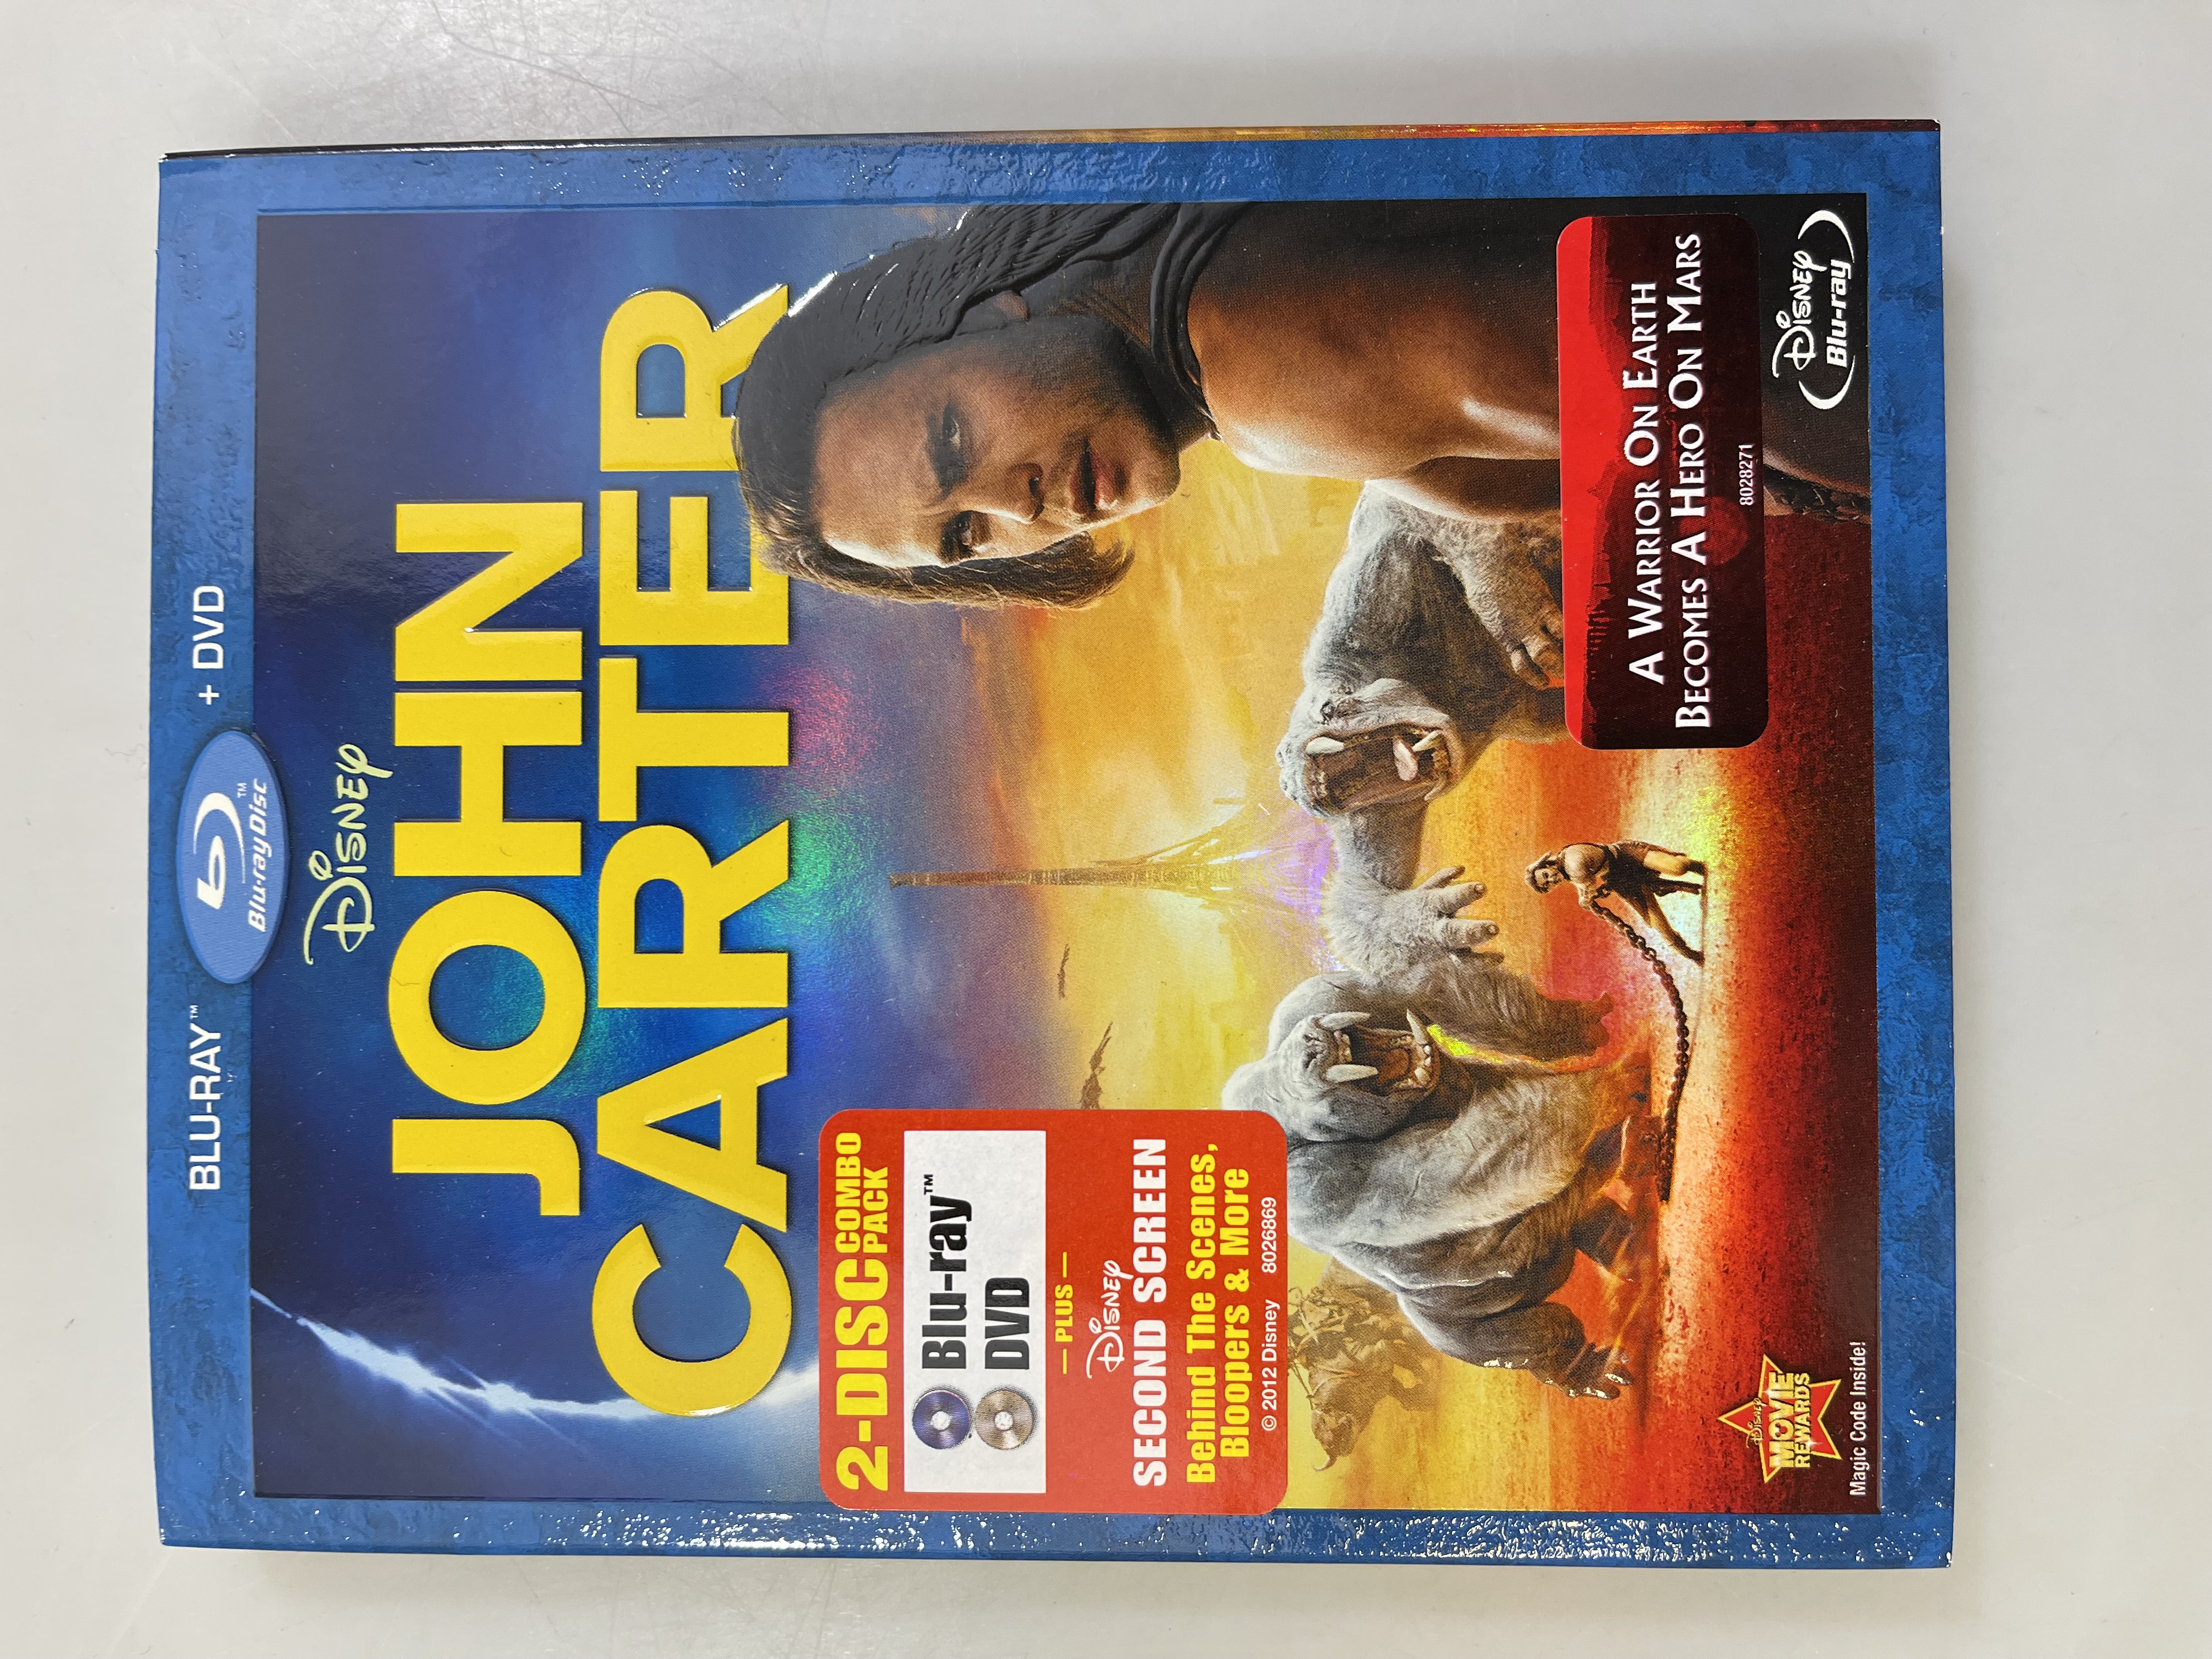 BLU-RAY™
Blu-ray Disc™
+ DVD
Disney
JOHN
CARTER
2-DISC COMBO PACK
Blu-ray™
DVD
— PLUS —
Disney
SECOND SCREEN
Behind The Scenes,
Bloopers & More
© 2012 Disney 8026869
A Warrior On Earth
Becomes A Hero On Mars
8028271
Disney
MOVIE
REWARDS
Magic Code Inside!
Disney
Blu-ray